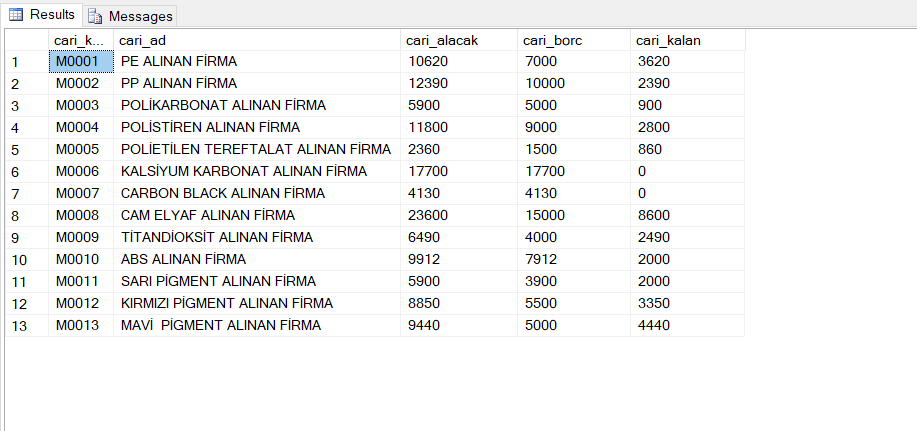 Results Messages
cari_k... cari_ad cari_alacak cari_borc cari_kalan
1 M0001 PE ALINAN FİRMA 10620 7000 3620
2 M0002 PP ALINAN FİRMA 12390 10000 2390
3 M0003 POLİKARBONAT ALINAN FİRMA 5900 5000 900
4 M0004 POLİSTİREN ALINAN FİRMA 11800 9000 2800
5 M0005 POLİETİLEN TEREFTALAT ALINAN FİRMA 2360 1500 860
6 M0006 KALSİYUM KARBONAT ALINAN FİRMA 17700 17700 0
7 M0007 CARBON BLACK ALINAN FİRMA 4130 4130 0
8 M0008 CAM ELYAF ALINAN FİRMA 23600 15000 8600
9 M0009 TİTANDİOKSİT ALINAN FİRMA 6490 4000 2490
10 M0010 ABS ALINAN FİRMA 9912 7912 2000
11 M0011 SARI PİGMENT ALINAN FİRMA 5900 3900 2000
12 M0012 KIRMIZI PİGMENT ALINAN FİRMA 8850 5500 3350
13 M0013 MAVİ  PİGMENT ALINAN FİRMA 9440 5000 4440